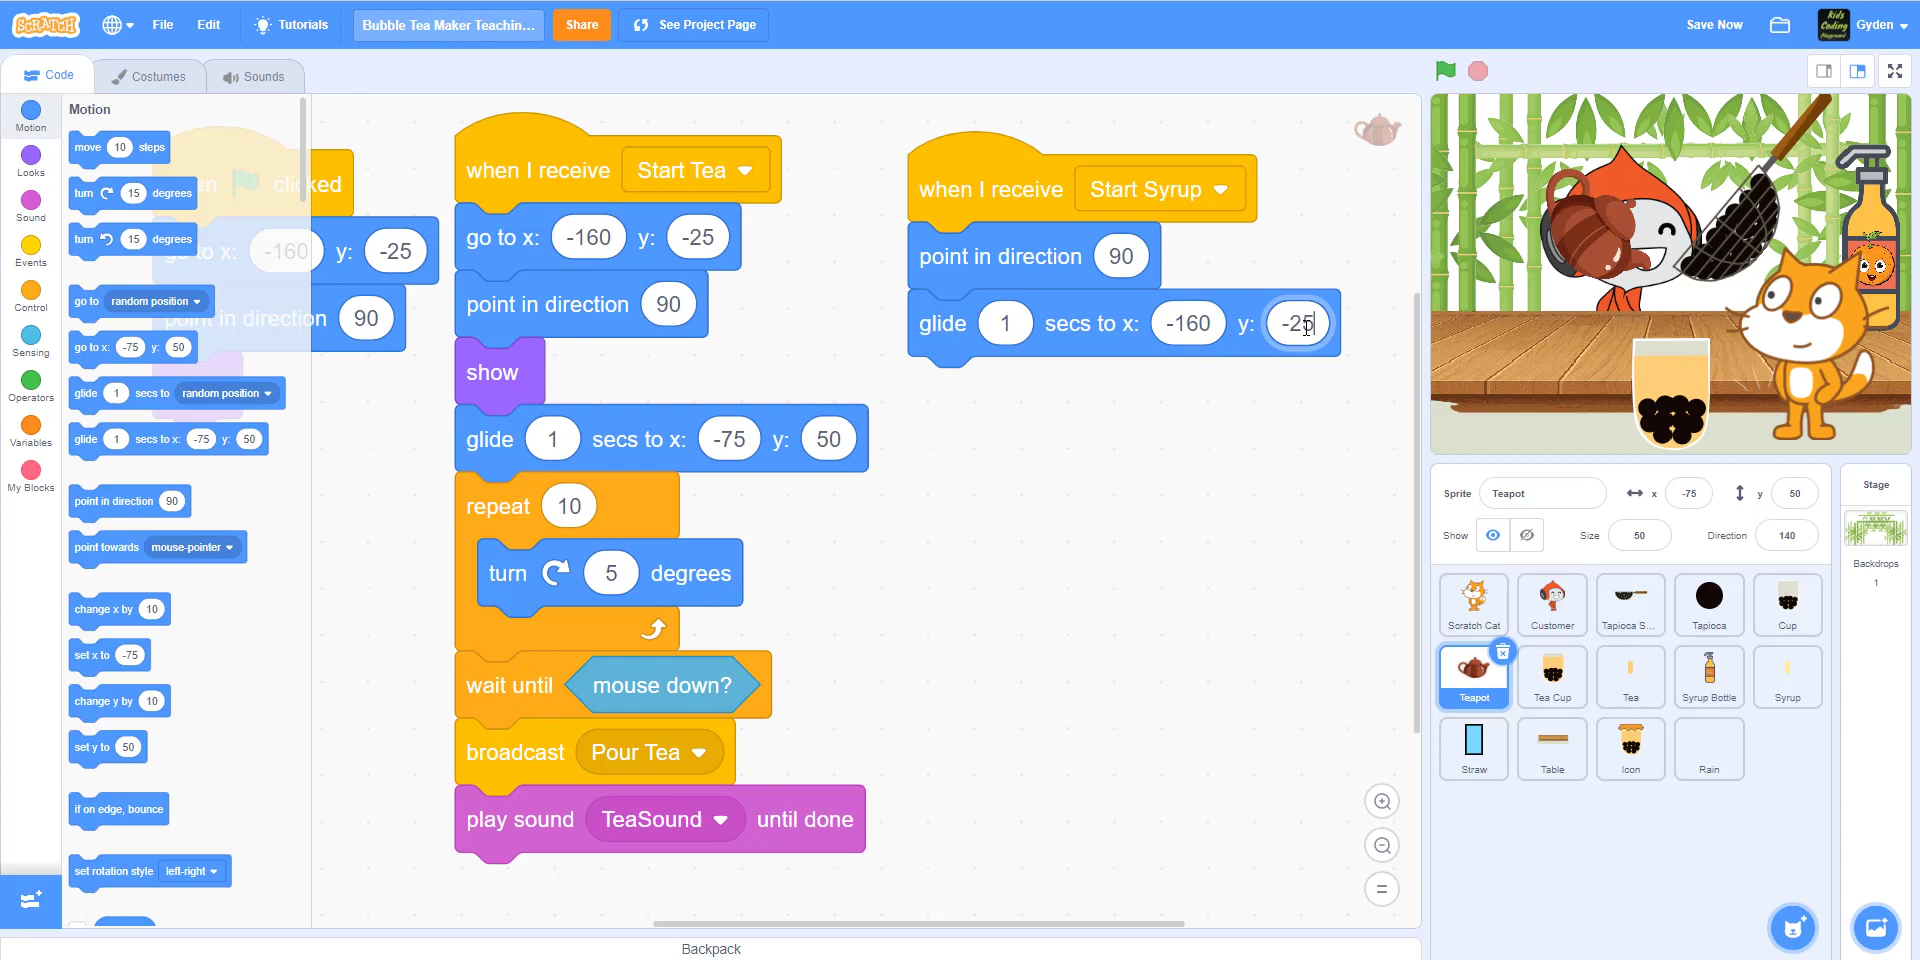 SCRATCH
File
Edit
Tutorials
Bubble Tea Maker Teachin...
Share
See Project Page
Save Now
Kids
Coding
Playground
Gyden
Code
Costumes
Sounds
Motion
Looks
Sound
Events
Control
Sensing
Operators
Variables
My Blocks
Motion
move 10 steps
turn 15 degrees
turn 15 degrees
go to random position
go to x: -75 y: 50
glide 1 secs to random position
glide 1 secs to x: -75 y: 50
point in direction 90
point towards mouse-pointer
change x by 10
set x to -75
change y by 10
set y to 50
if on edge, bounce
set rotation style left-right
clicked
go to x: -160 y: -25
point in direction 90
when I receive Start Tea
go to x: -160 y: -25
point in direction 90
show
glide 1 secs to x: -75 y: 50
repeat 10
turn 5 degrees
wait until mouse down?
broadcast Pour Tea
play sound TeaSound until done
when I receive Start Syrup
point in direction 90
glide 1 secs to x: -160 y: -25
Backpack
Sprite Teapot x -75 y 50
Show Size 50 Direction 140
Scratch Cat
Customer
Tapioca S...
Tapioca
Cup
Teapot
Tea Cup
Tea
Syrup Bottle
Syrup
Straw
Table
Icon
Rain
Stage
Backdrops
1